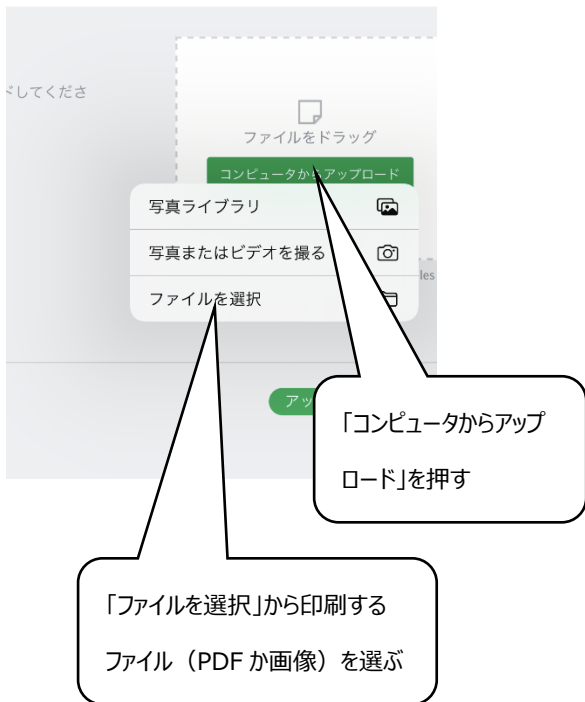 ドしてくださ
ファイルをドラッグ
コンピュータからアップロード
写真ライブラリ
写真またはビデオを撮る
ファイルを選択
les
アッ
「コンピュータからアップ
ロード」を押す
「ファイルを選択」から印刷する
ファイル（PDF か画像）を選ぶ